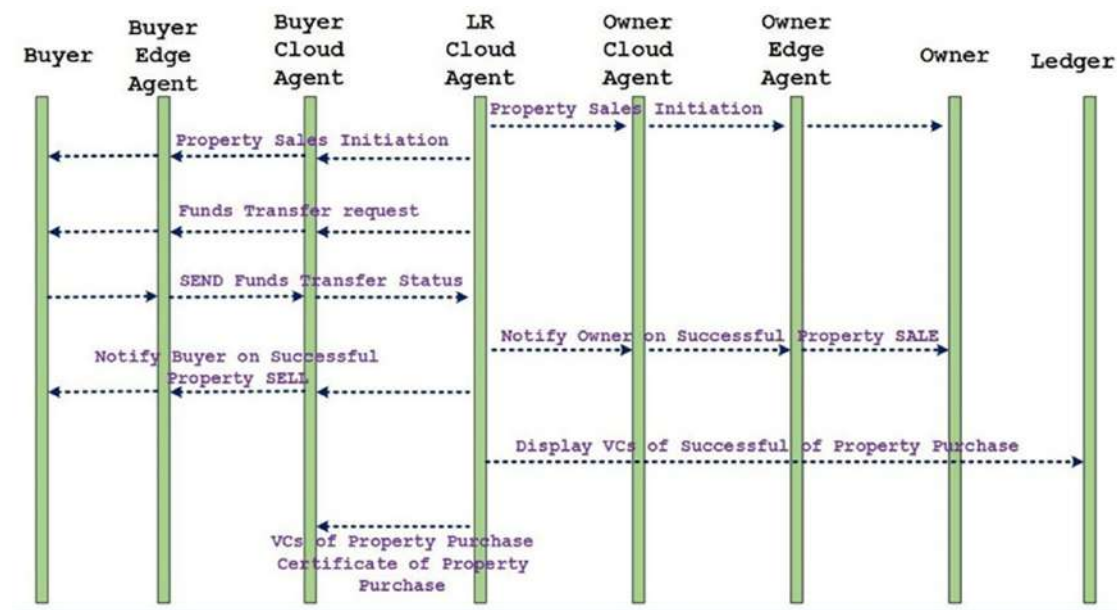 Buyer
Buyer
Edge
Agent
Buyer
Cloud
Agent
LR
Cloud
Agent
Owner
Cloud
Agent
Owner
Edge
Agent
Owner
Ledger
Property Sales Initiation
Property Sales Initiation
Funds Transfer request
SEND Funds Transfer Status
Notify Owner on Successful Property SALE
Notify Buyer on Successful
Property SELL
Display VCs of Successful of Property Purchase
VCs of Property Purchase
Certificate of Property
Purchase